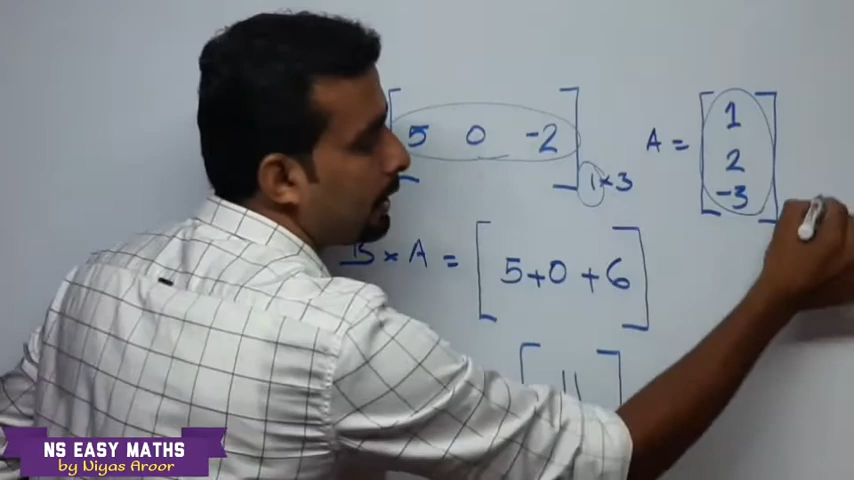 [5 0 -2] 1×3
A = [1
2
-3]
B × A = [5+0+6]
[11]
NS EASY MATHS
by Niyas Aroor